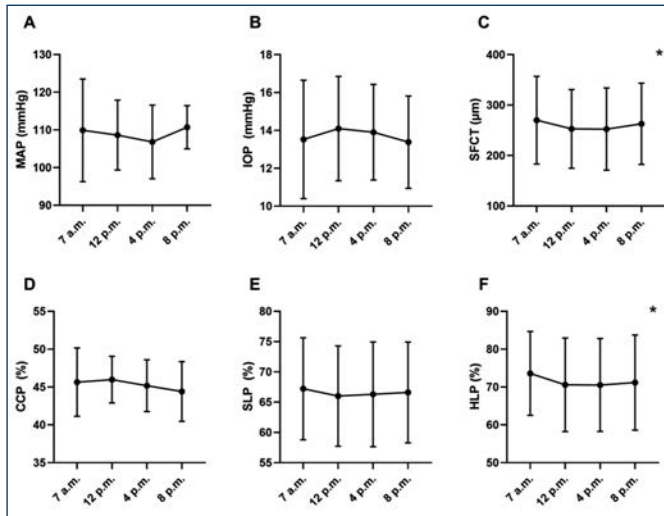 A
MAP (mmHg)
130
120
110
100
90
7 a.m.
12 p.m.
4 p.m.
8 p.m.
B
IOP (mmHg)
18
16
14
12
10
7 a.m.
12 p.m.
4 p.m.
8 p.m.
C
*
SFCT (µm)
400
300
200
100
7 a.m.
12 p.m.
4 p.m.
8 p.m.
D
CCP (%)
55
50
45
40
35
7 a.m.
12 p.m.
4 p.m.
8 p.m.
E
SLP (%)
80
75
70
65
60
55
7 a.m.
12 p.m.
4 p.m.
8 p.m.
F
*
HLP (%)
90
80
70
60
50
7 a.m.
12 p.m.
4 p.m.
8 p.m.